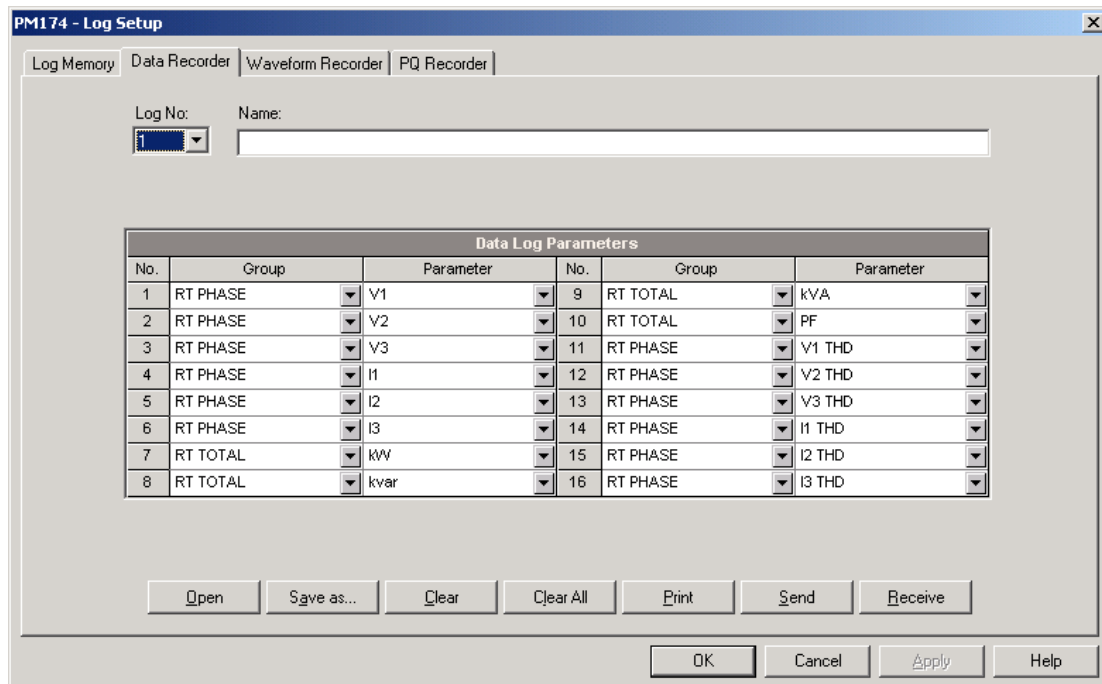 PM174 - Log Setup
Log Memory Data Recorder Waveform Recorder PQ Recorder
Log No: Name:
1
Data Log Parameters
No. Group Parameter No. Group Parameter
1 RT PHASE V1 9 RT TOTAL kVA
2 RT PHASE V2 10 RT TOTAL PF
3 RT PHASE V3 11 RT PHASE V1 THD
4 RT PHASE I1 12 RT PHASE V2 THD
5 RT PHASE I2 13 RT PHASE V3 THD
6 RT PHASE I3 14 RT PHASE I1 THD
7 RT TOTAL kW 15 RT PHASE I2 THD
8 RT TOTAL kvar 16 RT PHASE I3 THD
Open Save as... Clear Clear All Print Send Receive
OK Cancel Apply Help